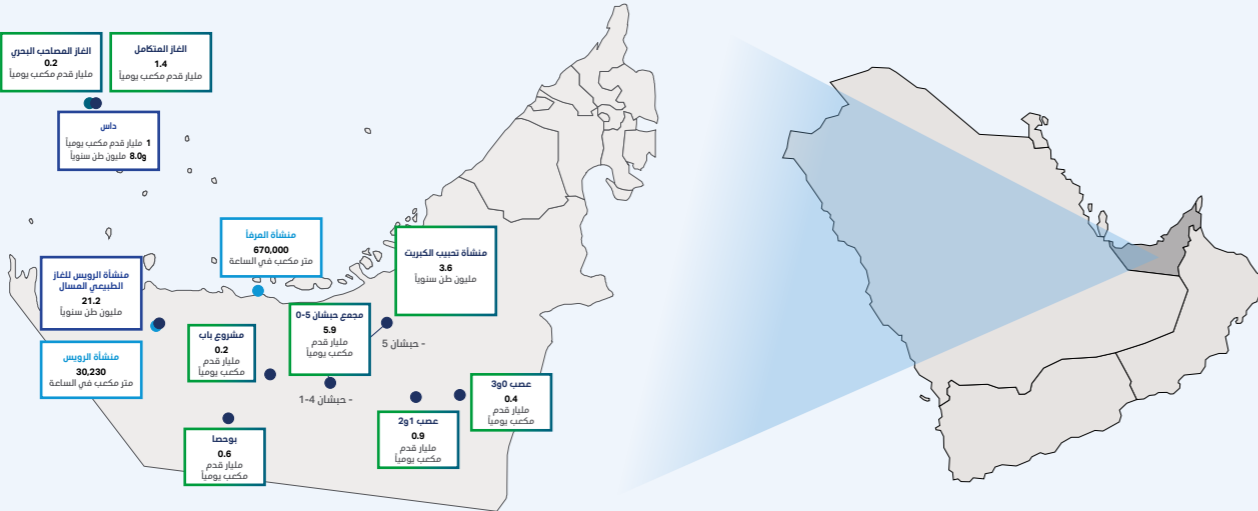 الغاز المتكامل
1.4
مليار قدم مكعب يومياً
الغاز المصاحب البحري
0.2
مليار قدم مكعب يومياً
داس
1 مليار قدم مكعب يومياً
و8.0 مليون طن سنوياً
منشأة المرفأ
670,000
متر مكعب في الساعة
منشأة تحبيب الكبريت
3.6
مليون طن سنوياً
منشأة الرويس للغاز
الطبيعي المسال
21.2
مليون طن سنوياً
مجمع حبشان 5-0
5.9
مليار قدم
مكعب يومياً
مشروع باب
0.2
مليار قدم
مكعب يومياً
- حبشان 5
منشأة الرويس
30,230
متر مكعب في الساعة
- حبشان 4-1
عصب 0و3
0.4
مليار قدم
مكعب يومياً
عصب 1و2
0.9
مليار قدم
مكعب يومياً
بوحصا
0.6
مليار قدم
مكعب يومياً